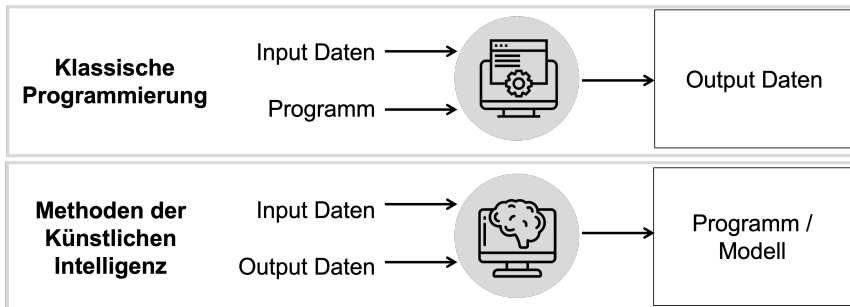 Klassische
Programmierung
Input Daten
Programm
Output Daten
Methoden der
Künstlichen
Intelligenz
Input Daten
Output Daten
Programm /
Modell